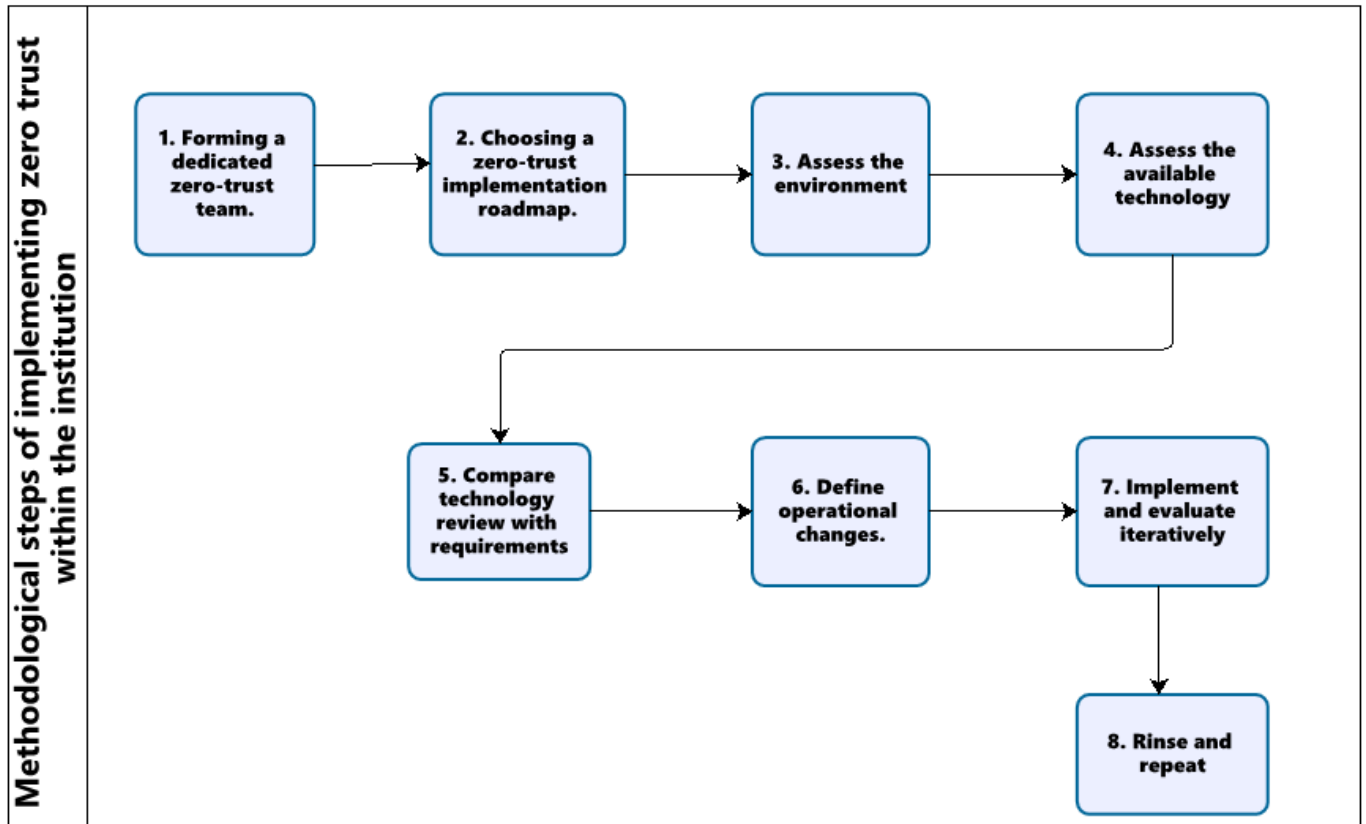 Methodological steps of implementing zero trust
within the institution
1. Forming a
dedicated
zero-trust
team.
2. Choosing a
zero-trust
implementation
roadmap.
3. Assess the
environment
4. Assess the
available
technology
5. Compare
technology
review with
requirements
6. Define
operational
changes.
7. Implement
and evaluate
iteratively
8. Rinse and
repeat